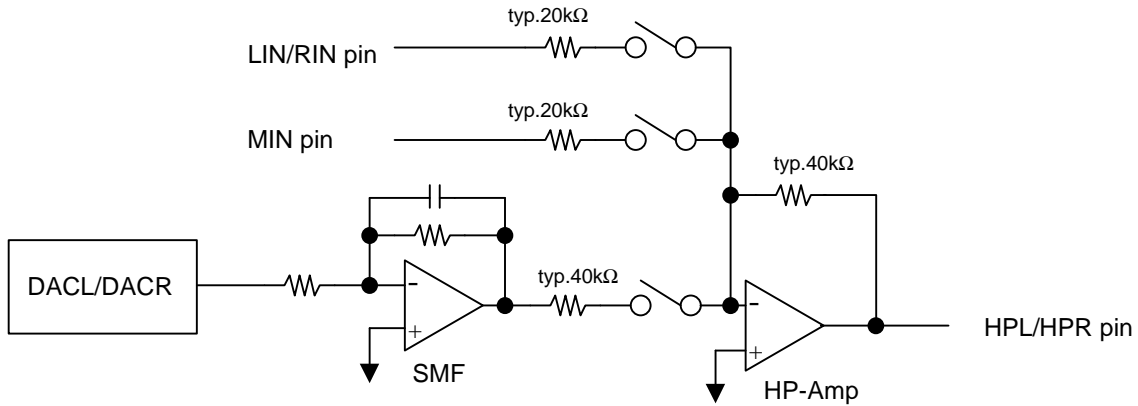 typ.20kΩ
LIN/RIN pin
typ.20kΩ
MIN pin
typ.40kΩ
DACL/DACR
-
+
SMF
typ.40kΩ
-
+
HP-Amp
HPL/HPR pin